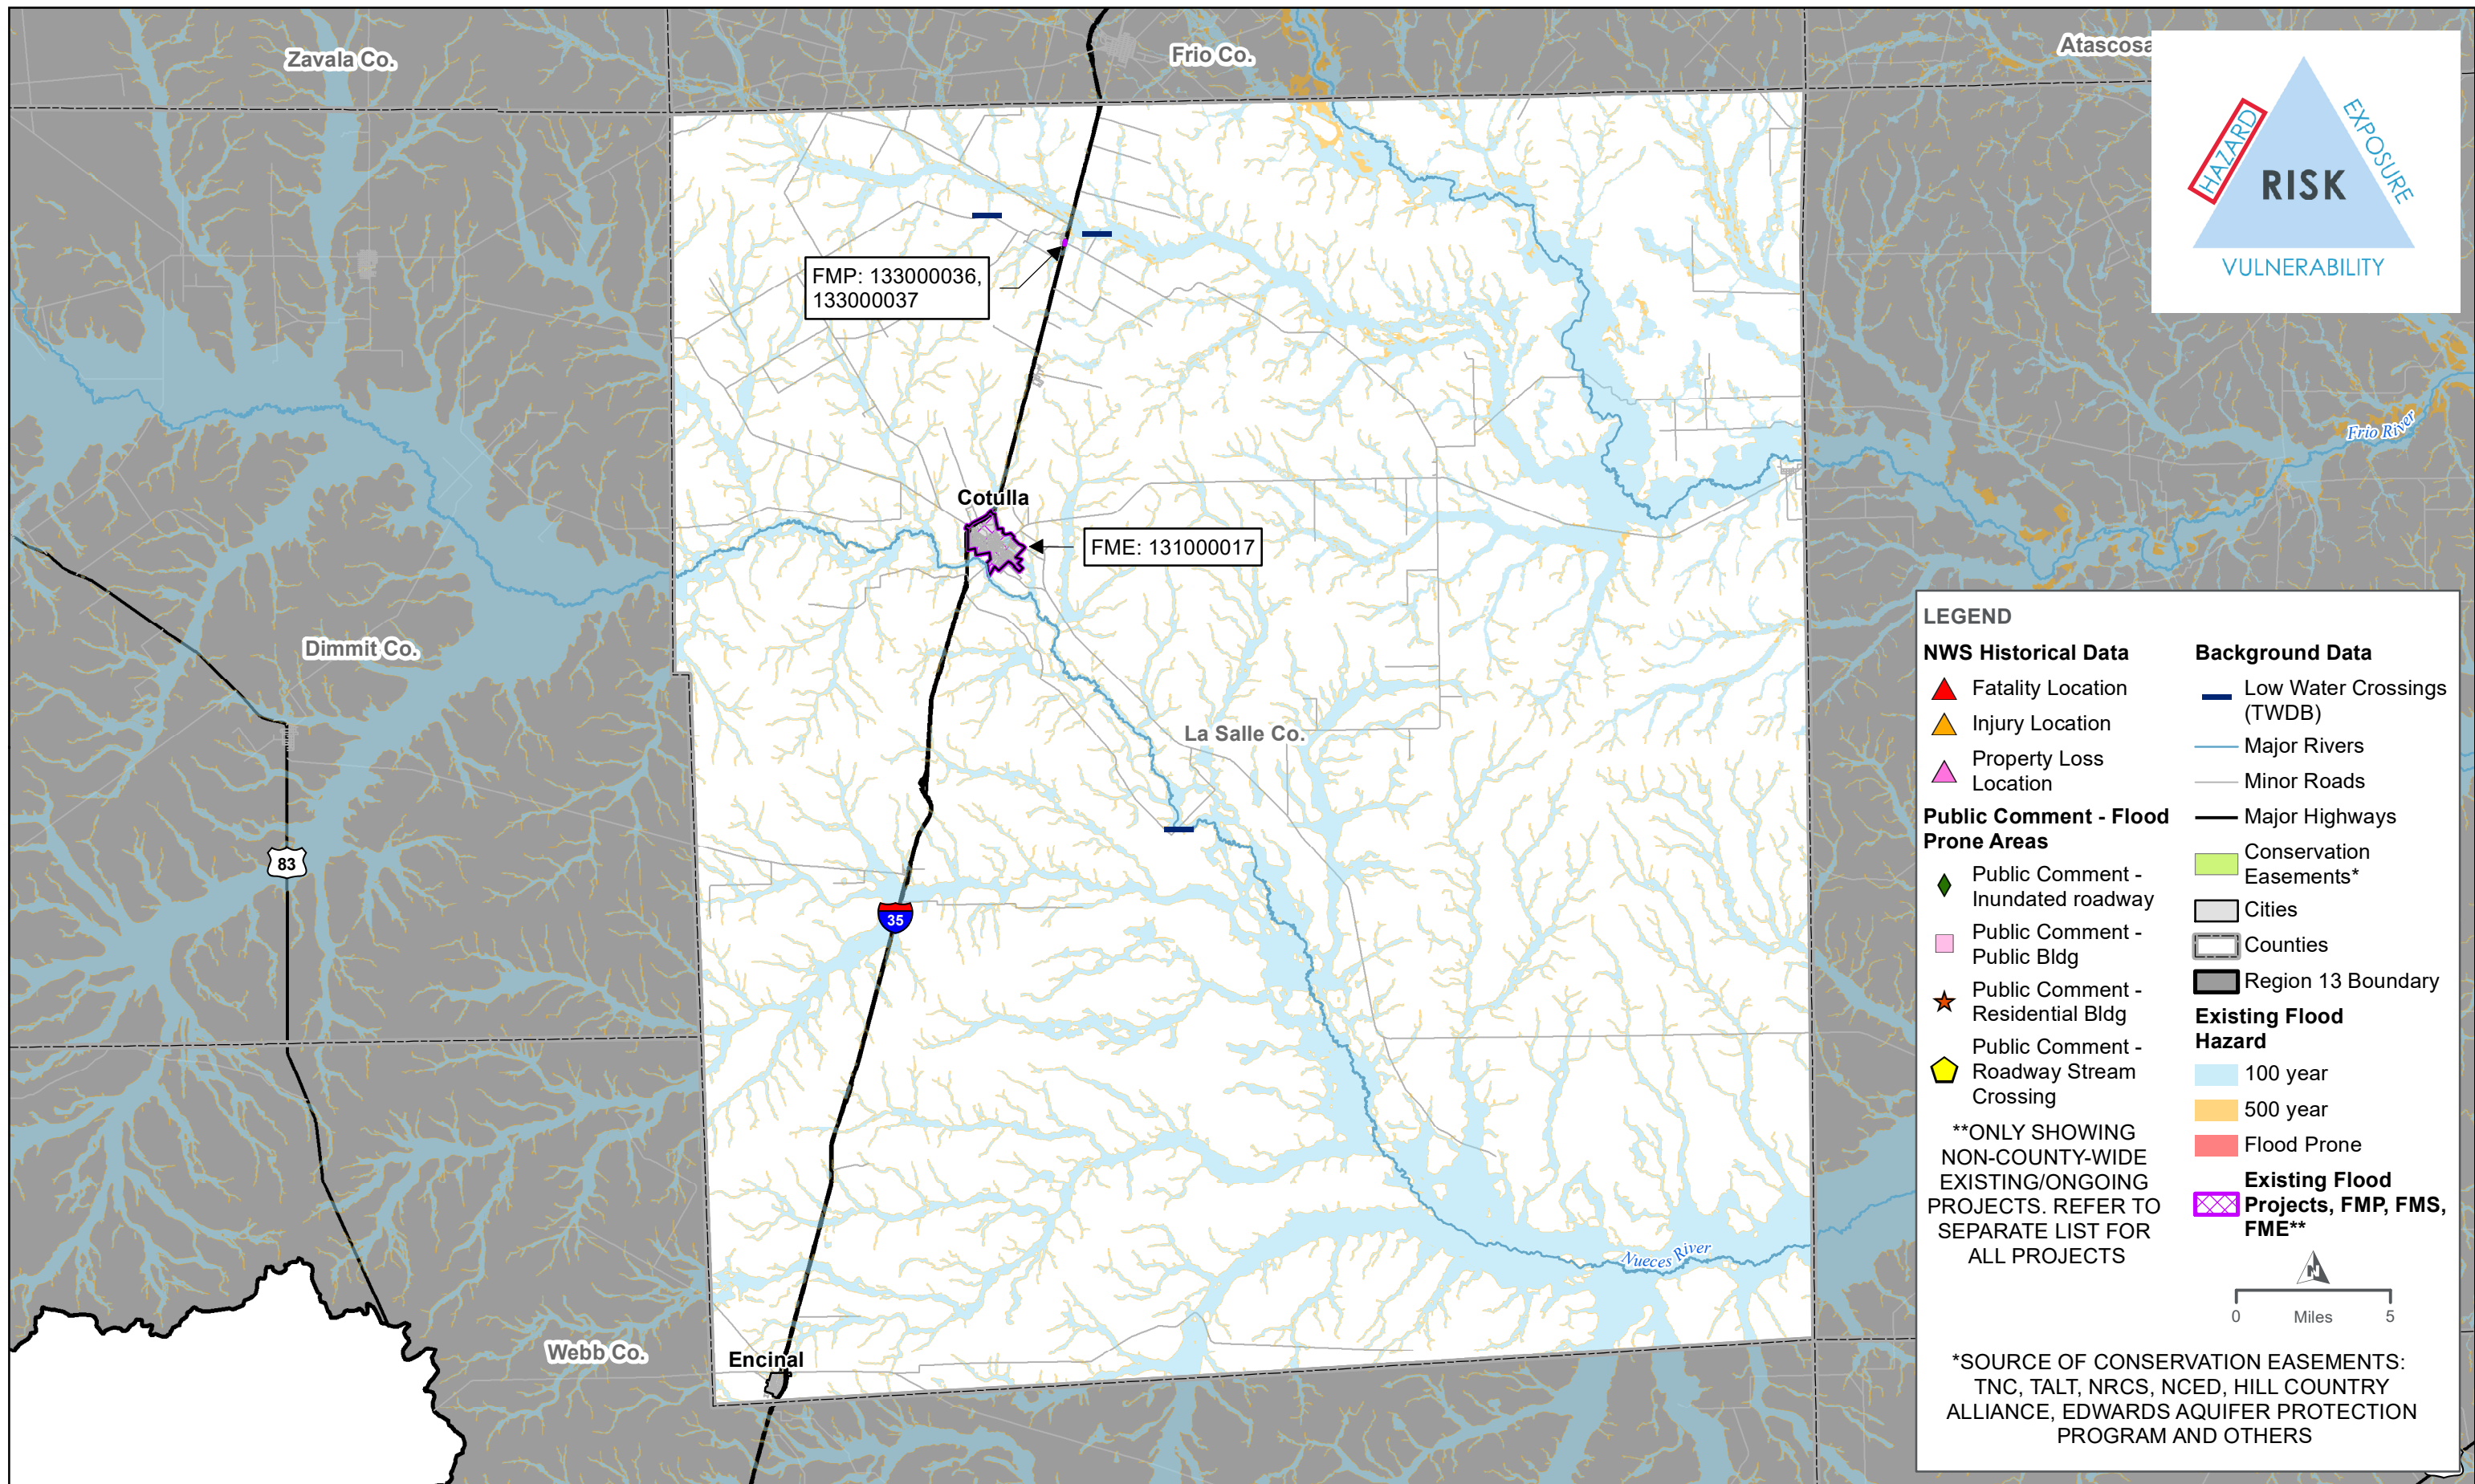 Zavala Co.
Frio Co.
Atascosa
HAZARD
EXPOSURE
RISK
VULNERABILITY
FMP: 133000036,
133000037
Frio River
Cotulla
FME: 131000017
Dimmit Co.
La Salle Co.
83
35
Nueces River
Webb Co.
Encinal
LEGEND
NWS Historical Data
Fatality Location
Injury Location
Property Loss
Location
Public Comment - Flood
Prone Areas
Public Comment -
Inundated roadway
Public Comment -
Public Bldg
Public Comment -
Residential Bldg
Public Comment -
Roadway Stream
Crossing
**ONLY SHOWING
NON-COUNTY-WIDE
EXISTING/ONGOING
PROJECTS. REFER TO
SEPARATE LIST FOR
ALL PROJECTS
Background Data
Low Water Crossings
(TWDB)
Major Rivers
Minor Roads
Major Highways
Conservation
Easements*
Cities
Counties
Region 13 Boundary
Existing Flood
Hazard
100 year
500 year
Flood Prone
Existing Flood
Projects, FMP, FMS,
FME**
N
0 Miles 5
*SOURCE OF CONSERVATION EASEMENTS:
TNC, TALT, NRCS, NCED, HILL COUNTRY
ALLIANCE, EDWARDS AQUIFER PROTECTION
PROGRAM AND OTHERS